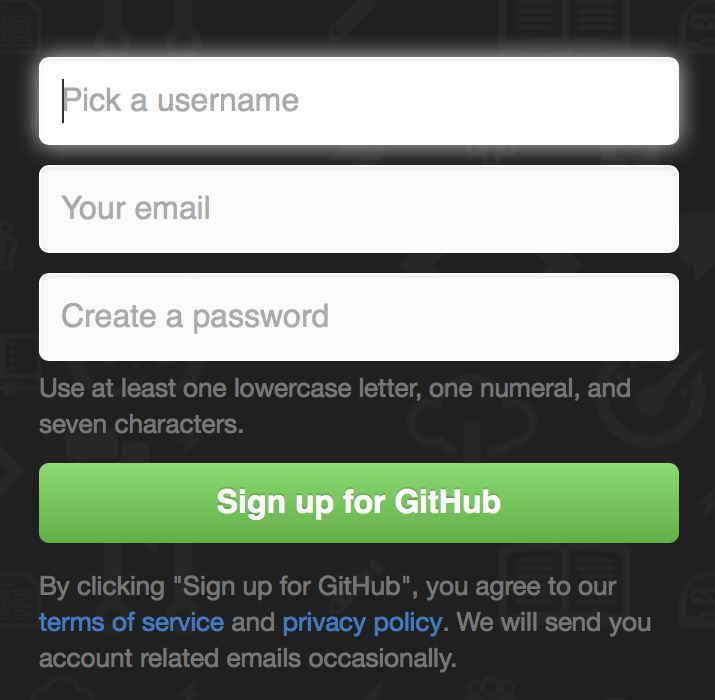 Pick a username
Your email
Create a password
Use at least one lowercase letter, one numeral, and
seven characters.
Sign up for GitHub
By clicking "Sign up for GitHub", you agree to our
terms of service and privacy policy. We will send you
account related emails occasionally.